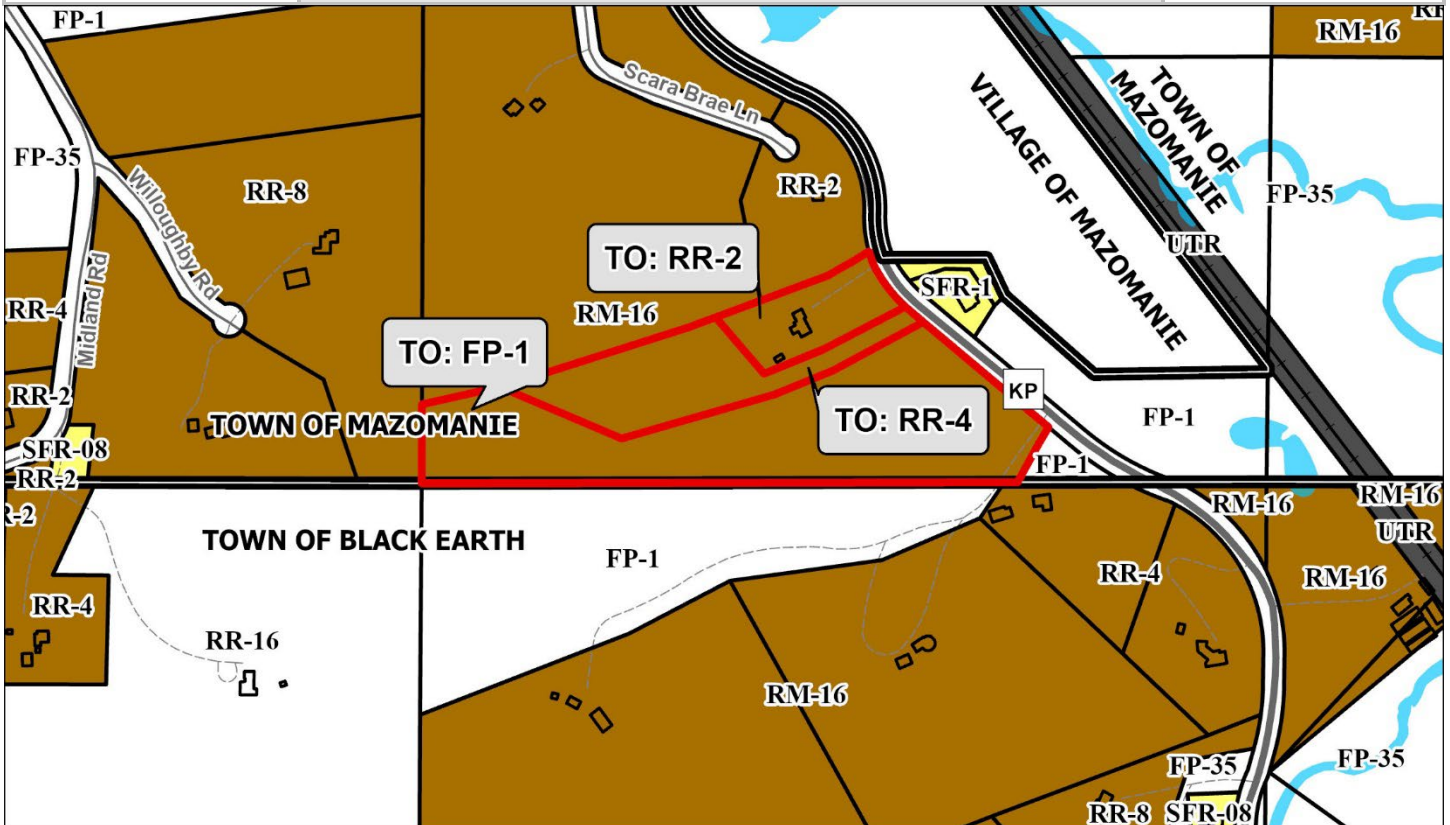 FP-1
RM-16
Scara Brae Ln
TOWN OF
MAZOMANIE
VILLAGE OF MAZOMANIE
FP-35
Willoughby Rd
RR-8
RR-2
FP-35
UTR
TO: RR-2
SFR-1
Midland Rd
RR-4
RM-16
TO: FP-1
KP
RR-2
TO: RR-4
FP-1
TOWN OF MAZOMANIE
SFR-08
FP-1
RR-2
RM-16
RM-16
UTR
TOWN OF BLACK EARTH
FP-1
RR-4
RM-16
RR-4
RR-16
RM-16
FP-35
FP-35
RR-8
SFR-08